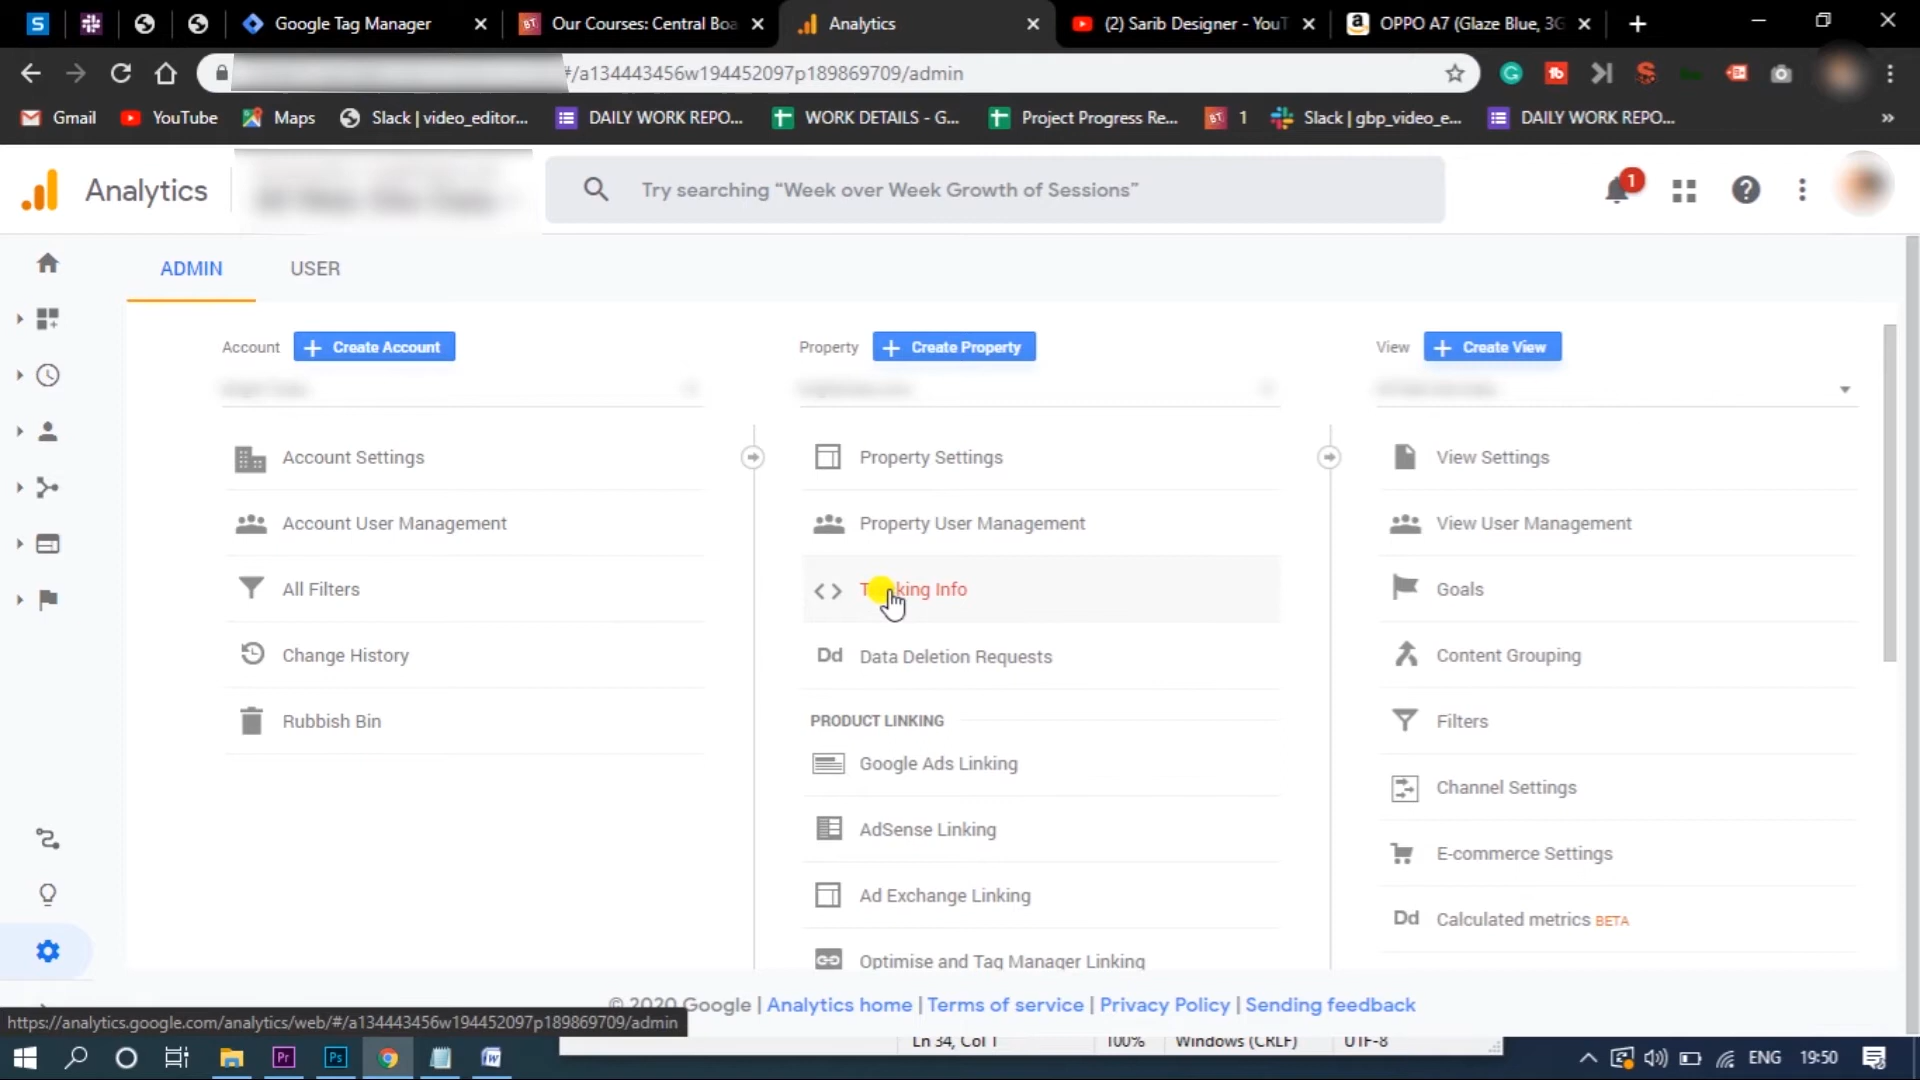 Google Tag Manager
Our Courses: Central Boa
Analytics
(2) Sarib Designer - YouT
OPPO A7 (Glaze Blue, 3G
#/a134443456w194452097p189869709/admin
Gmail
YouTube
Maps
Slack | video_editor...
DAILY WORK REPO...
WORK DETAILS - G...
Project Progress Re...
1
Slack | gbp_video_e...
DAILY WORK REPO...
»
Analytics
Try searching “Week over Week Growth of Sessions”
1
ADMIN
USER
Account
+ Create Account
Property
+ Create Property
View
+ Create View
Account Settings
Account User Management
All Filters
Change History
Rubbish Bin
Property Settings
Property User Management
<> Tracking Info
Dd Data Deletion Requests
PRODUCT LINKING
Google Ads Linking
AdSense Linking
Ad Exchange Linking
Optimise and Tag Manager Linking
View Settings
View User Management
Goals
Content Grouping
Filters
Channel Settings
E-commerce Settings
Dd Calculated metrics BETA
© 2020 Google | Analytics home | Terms of service | Privacy Policy | Sending feedback
https://analytics.google.com/analytics/web/#/a134443456w194452097p189869709/admin
Ln 34, Col 1
100%
Windows (CRLF)
UTF-8
Pr
Ps
ENG
19:50